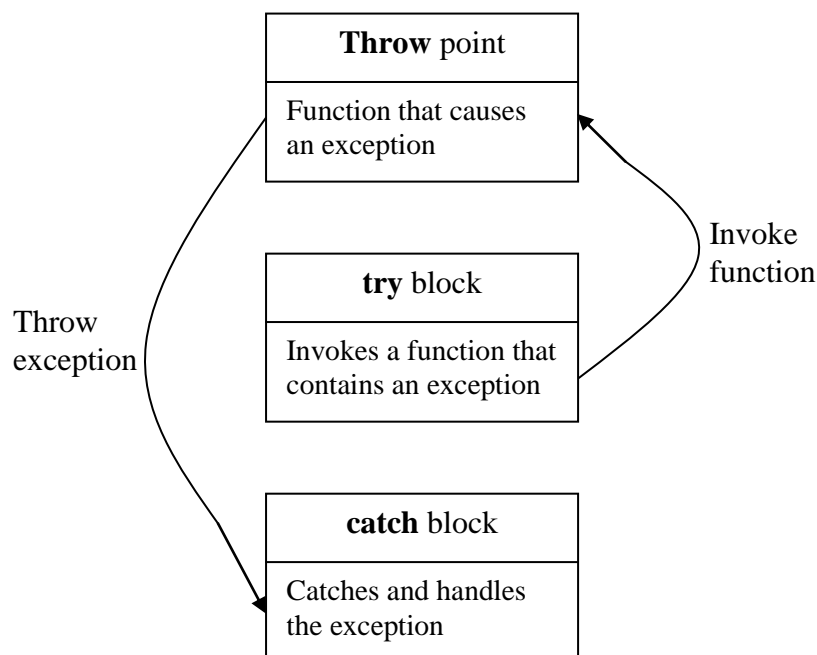 Throw point
Function that causes
an exception
Invoke
function
try block
Throw
exception
Invokes a function that
contains an exception
catch block
Catches and handles
the exception